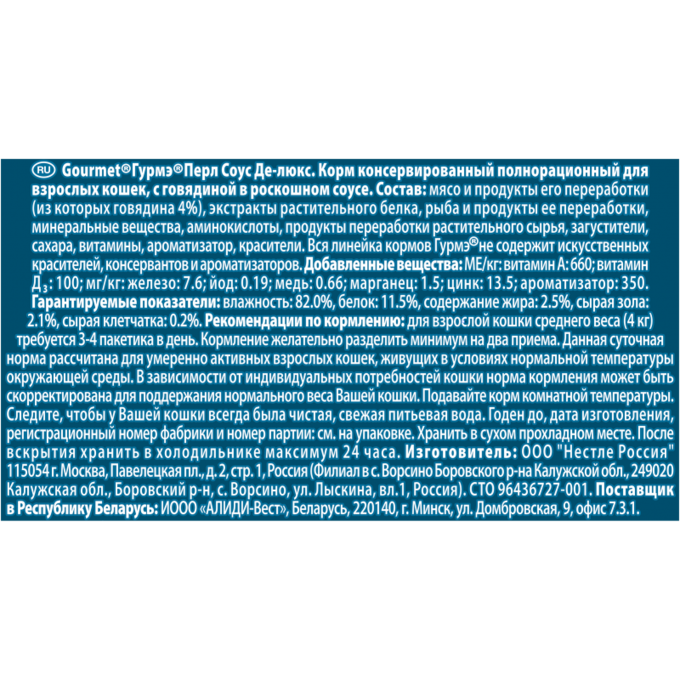 RU Gourmet®Гурмэ®Перл Соус Де-люкс. Корм консервированный полнорационный для
взрослых кошек, с говядиной в роскошном соусе. Состав: мясо и продукты его переработки
(из которых говядина 4%), экстракты растительного белка, рыба и продукты ее переработки,
минеральные вещества, аминокислоты, продукты переработки растительного сырья, загустители,
сахара, витамины, ароматизатор, красители. Вся линейка кормов Гурмэ®не содержит искусственных
красителей, консервантов и ароматизаторов. Добавленные вещества: МЕ/кг: витамин А: 660; витамин
Д₃: 100; мг/кг: железо: 7.6; йод: 0.19; медь: 0.66; марганец: 1.5; цинк: 13.5; ароматизатор: 350.
Гарантируемые показатели: влажность: 82.0%, белок: 11.5%, содержание жира: 2.5%, сырая зола:
2.1%, сырая клетчатка: 0.2%. Рекомендации по кормлению: для взрослой кошки среднего веса (4 кг)
требуется 3-4 пакетика в день. Кормление желательно разделить минимум на два приема. Данная суточная
норма рассчитана для умеренно активных взрослых кошек, живущих в условиях нормальной температуры
окружающей среды. В зависимости от индивидуальных потребностей кошки норма кормления может быть
скорректирована для поддержания нормального веса Вашей кошки. Подавайте корм комнатной температуры.
Следите, чтобы у Вашей кошки всегда была чистая, свежая питьевая вода. Годен до, дата изготовления,
регистрационный номер фабрики и номер партии: см. на упаковке. Хранить в сухом прохладном месте. После
вскрытия хранить в холодильнике максимум 24 часа. Изготовитель: ООО "Нестле Россия"
115054 г. Москва, Павелецкая пл., д. 2, стр. 1, Россия (Филиал в с. Ворсино Боровского р-на Калужской обл., 249020
Калужская обл., Боровский р-н, с. Ворсино, ул. Лыскина, вл.1, Россия). СТО 96436727-001. Поставщик
в Республику Беларусь: ИООО «АЛИДИ-Вест», Беларусь, 220140, г. Минск, ул. Домбровская, 9, офис 7.3.1.